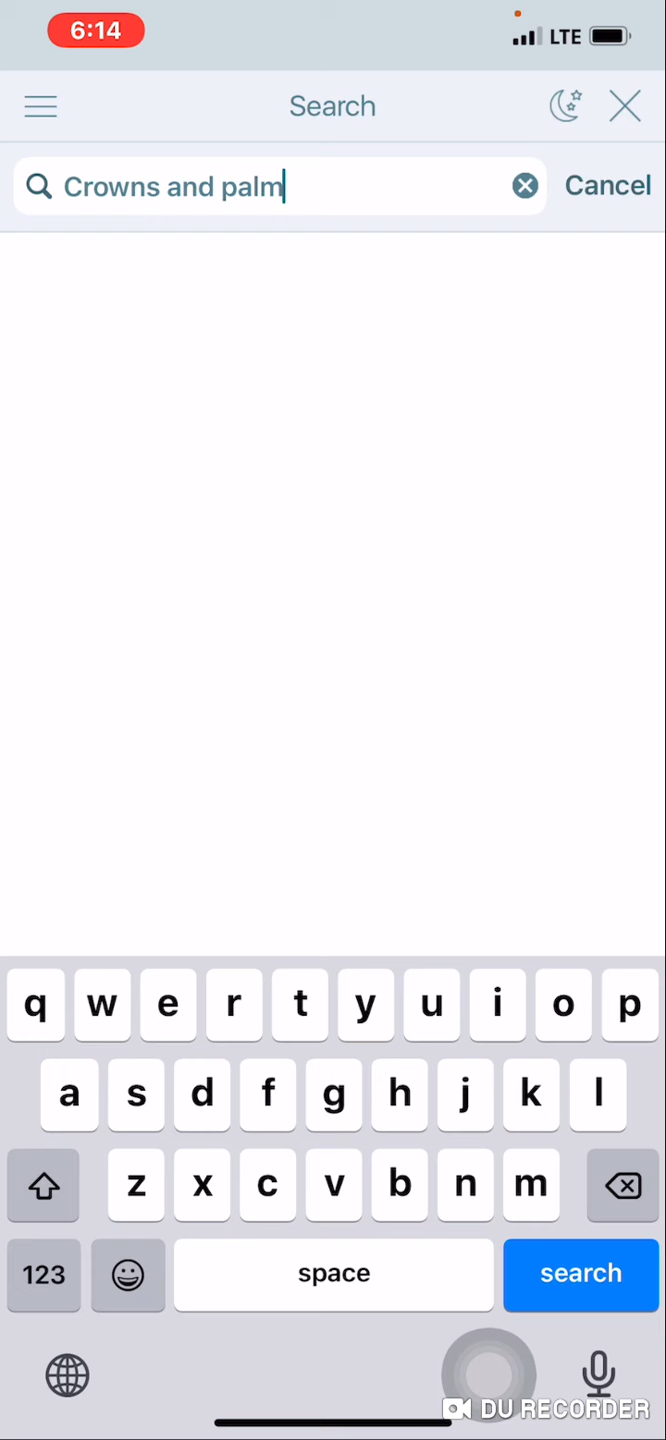 6:14
LTE
Search
Crowns and palm
Cancel
q w e r t y u i o p
a s d f g h j k l
z x c v b n m
123
space
search
DU RECORDER